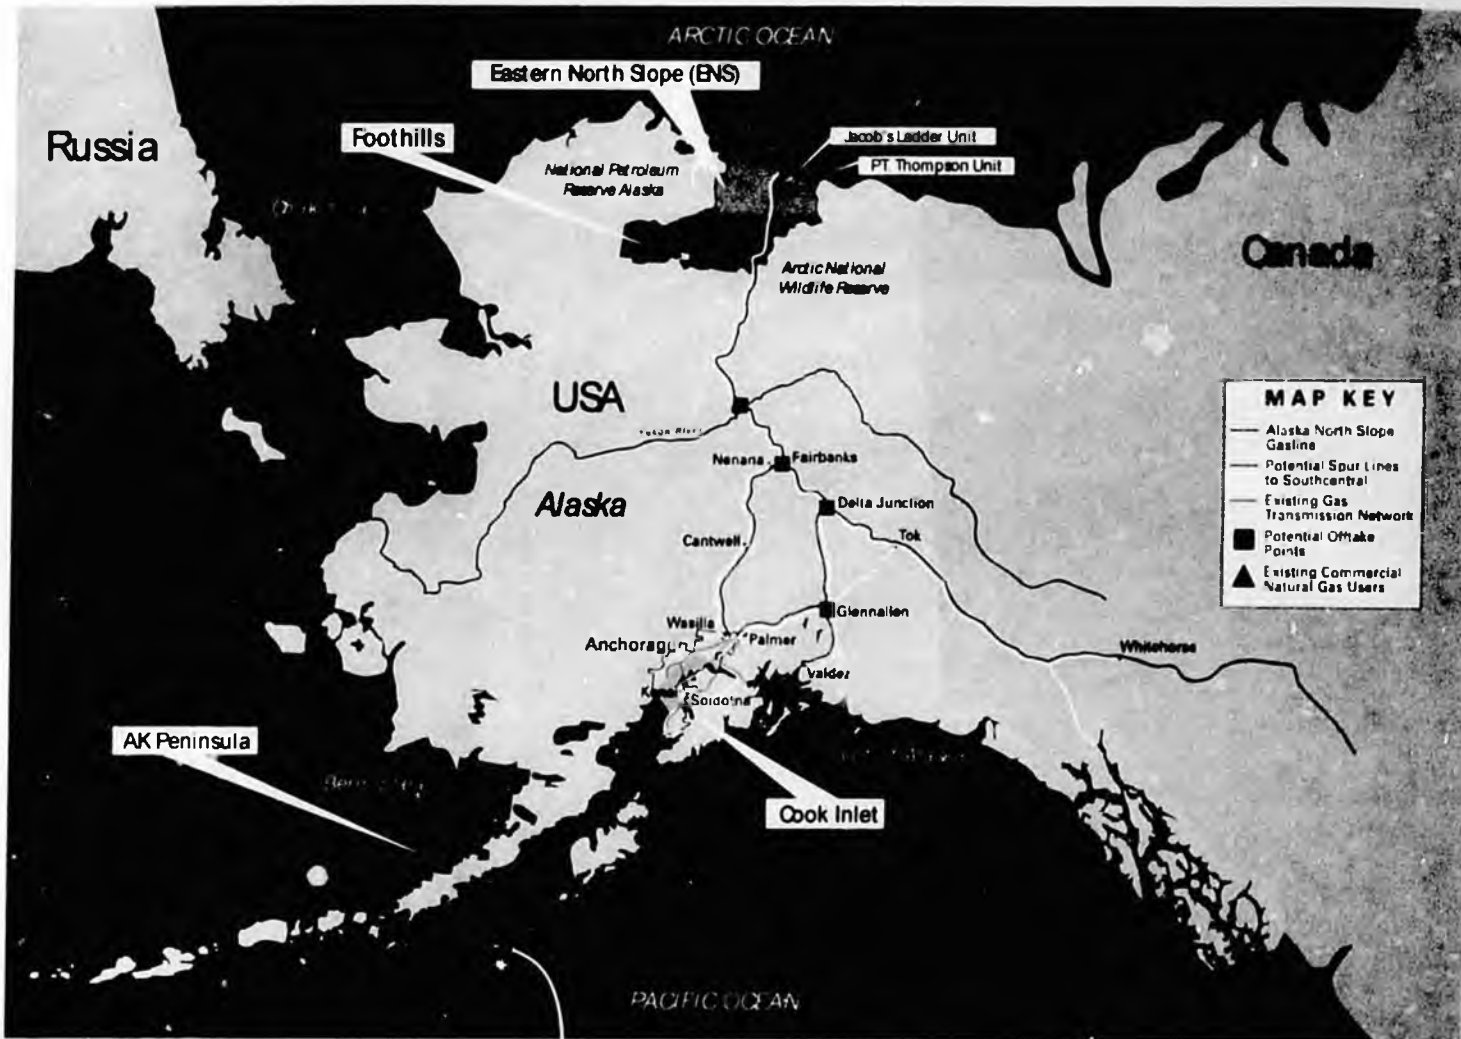 ARCTIC OCEAN
Eastern North Slope (ENS)
Russia
Foothills
Jacob's Ladder Unit
PT. Thompson Unit
National Petroleum
Reserve Alaska
Canada
Arctic National
Wildlife Reserve
USA
Yukon River
MAP KEY
Alaska North Slope
Gasline
Potential Spur Lines
to Southcentral
Existing Gas
Transmission Network
Potential Offtake
Points
Existing Commercial
Natural Gas Users
Nenana
Fairbanks
Alaska
Delta Junction
Cantwell
Tok
Glennallen
Wasilla
Palmer
Anchorage
Whitehorse
Valdez
Kenai
Soldotna
AK Peninsula
Cook Inlet
PACIFIC OCEAN